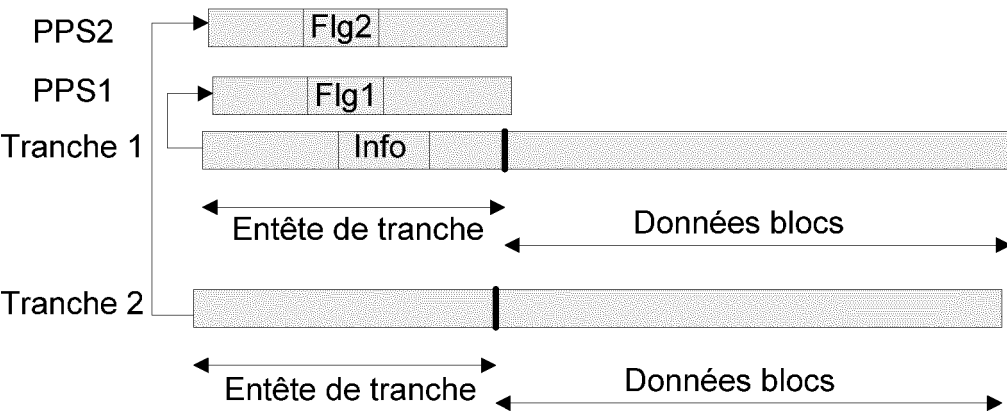 PPS2
Flg2
PPS1
Flg1
Tranche 1
Info
Entête de tranche
Données blocs
Tranche 2
Entête de tranche
Données blocs